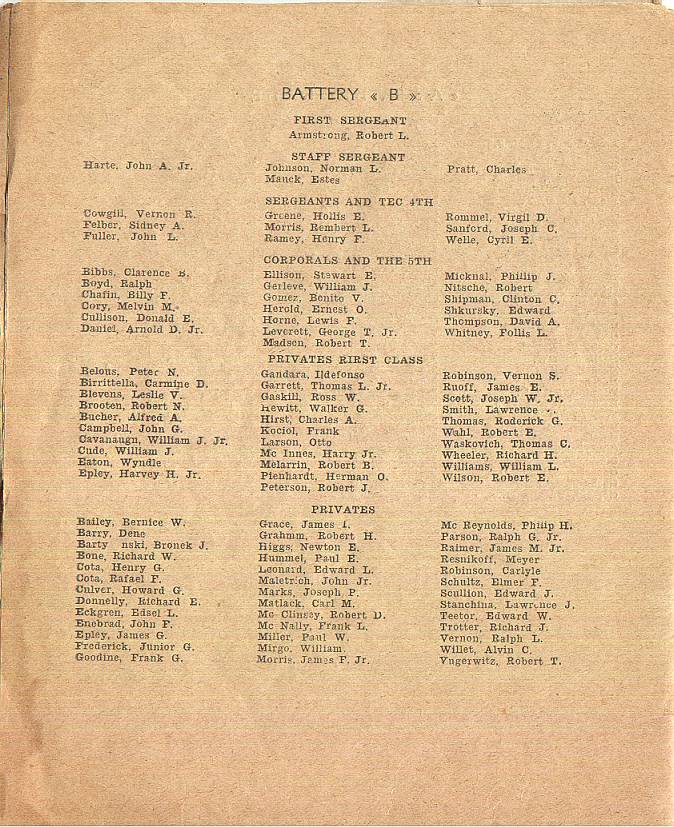 BATTERY « B »
FIRST SERGEANT
Armstrong, Robert L.
STAFF SERGEANT
Harte, John A. Jr.
Johnson, Norman L.
Mauck, Estes
Pratt, Charles
SERGEANTS AND TEC 4TH
Cowgill, Vernon R.
Felber, Sidney A.
Fuller, John L.
Greene, Hollis E.
Morris, Rembert L.
Ramey, Henry F.
Rommel, Virgil D.
Sanford, Joseph C.
Welle, Cyril E.
CORPORALS AND THE 5TH
Bibbs, Clarence B.
Boyd, Ralph
Chafin, Billy F.
Cory, Melvin M.
Cullison, Donald E.
Daniel, Arnold D. Jr.
Ellison, Stewart E.
Gerleve, William J.
Gomez, Benito V.
Herold, Ernest O.
Horne, Lewis F.
Leverett, George T. Jr.
Madsen, Robert T.
Micknal, Phillip J.
Nitsche, Robert
Shipman, Clinton C.
Shkursky, Edward
Thompson, David A.
Whitney, Follis L.
PRIVATES RIRST CLASS
Belous, Peter N.
Birrittella, Carmine D.
Blevens, Leslie V.
Brooten, Robert N.
Bucher, Alfred A.
Campbell, John G.
Cavanaugn, William J. Jr.
Cude, William J.
Eaton, Wyndle
Epley, Harvey H. Jr.
Gandara, Ildefonso
Garrett, Thomas L. Jr.
Gaskill, Ross W.
Hewitt, Walker G.
Hirst, Charles A.
Kociol, Frank
Larson, Otto
Mc Innes, Harry Jr.
Melarrin, Robert B.
Pienhardt, Herman O.
Peterson, Robert J.
Robinson, Vernon S.
Ruoff, James E.
Scott, Joseph W. Jr.
Smith, Lawrence
Thomas, Roderick G.
Wahl, Robert E.
Waskovich, Thomas C.
Wheeler, Richard H.
Williams, William L.
Wilson, Robert E.
PRIVATES
Bailey, Bernice W.
Barry, Dene
Barty nski, Bronek J.
Bone, Richard W.
Cota, Henry G.
Cota, Rafael F.
Culver, Howard G.
Donnelly, Richard E.
Eckgren, Edsel L.
Enebrad, John F.
Epley, James G.
Frederick, Junior G.
Goodine, Frank G.
Grace, James
Grahmm, Robert H.
Higgs, Newton E.
Hummel, Paul E.
Leonard, Edward L.
Maletrich, John Jr.
Marks, Joseph P.
Matlack, Carl M.
Mc Clinsey, Robert D.
Mc Nally, Frank L.
Miller, Paul W.
Mirgo, William
Morris, James F. Jr.
Mc Reynolds, Philip H.
Parson, Ralph G. Jr.
Raimer, James M. Jr.
Resnikoff, Meyer
Robinson, Carlyle
Schultz, Elmer F.
Scullion, Edward J.
Stanchina, Lawrence J.
Teetor, Edward W.
Trotter, Richard J.
Vernon, Ralph L.
Willet, Alvin C.
Yngerwitz, Robert T.